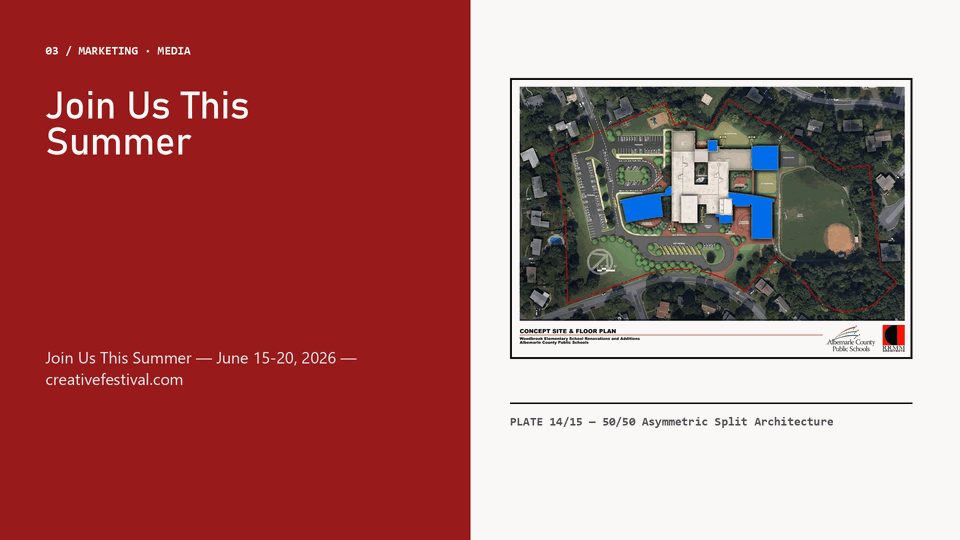 03 / MARKETING · MEDIA
Join Us This
Summer
Join Us This Summer — June 15-20, 2026 —
creativefestival.com
CONCEPT SITE & FLOOR PLAN
Woodbrook Elementary School Renovations and Additions
Albemarle County Public Schools
Albemarle County
Public Schools
RRMM
ARCHITECTS
PLATE 14/15 — 50/50 Asymmetric Split Architecture